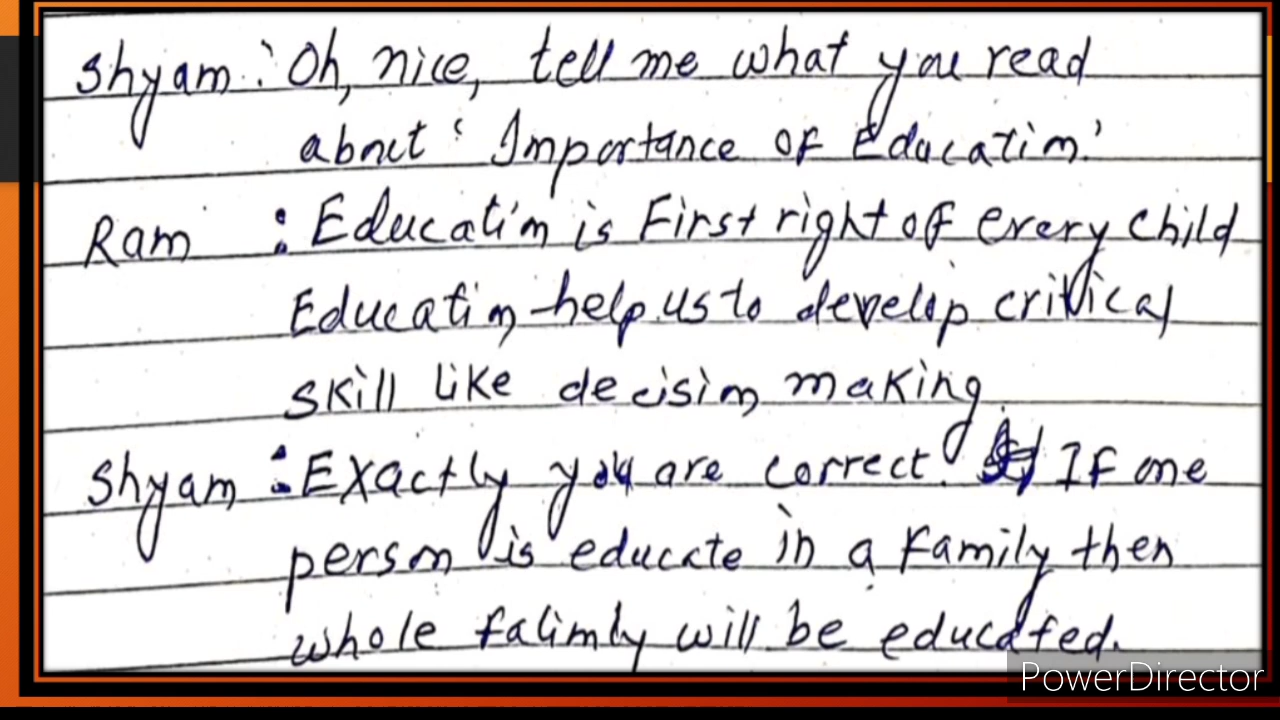 Shyam : Oh, nice, tell me what you read
about 'Importance of Education.'
Ram : Education is First right of every child
Education help us to develop critical
skill like decision making.
Shyam : Exactly you are correct. If one
person is educate in a family then
whole falimly will be educated.
PowerDirector